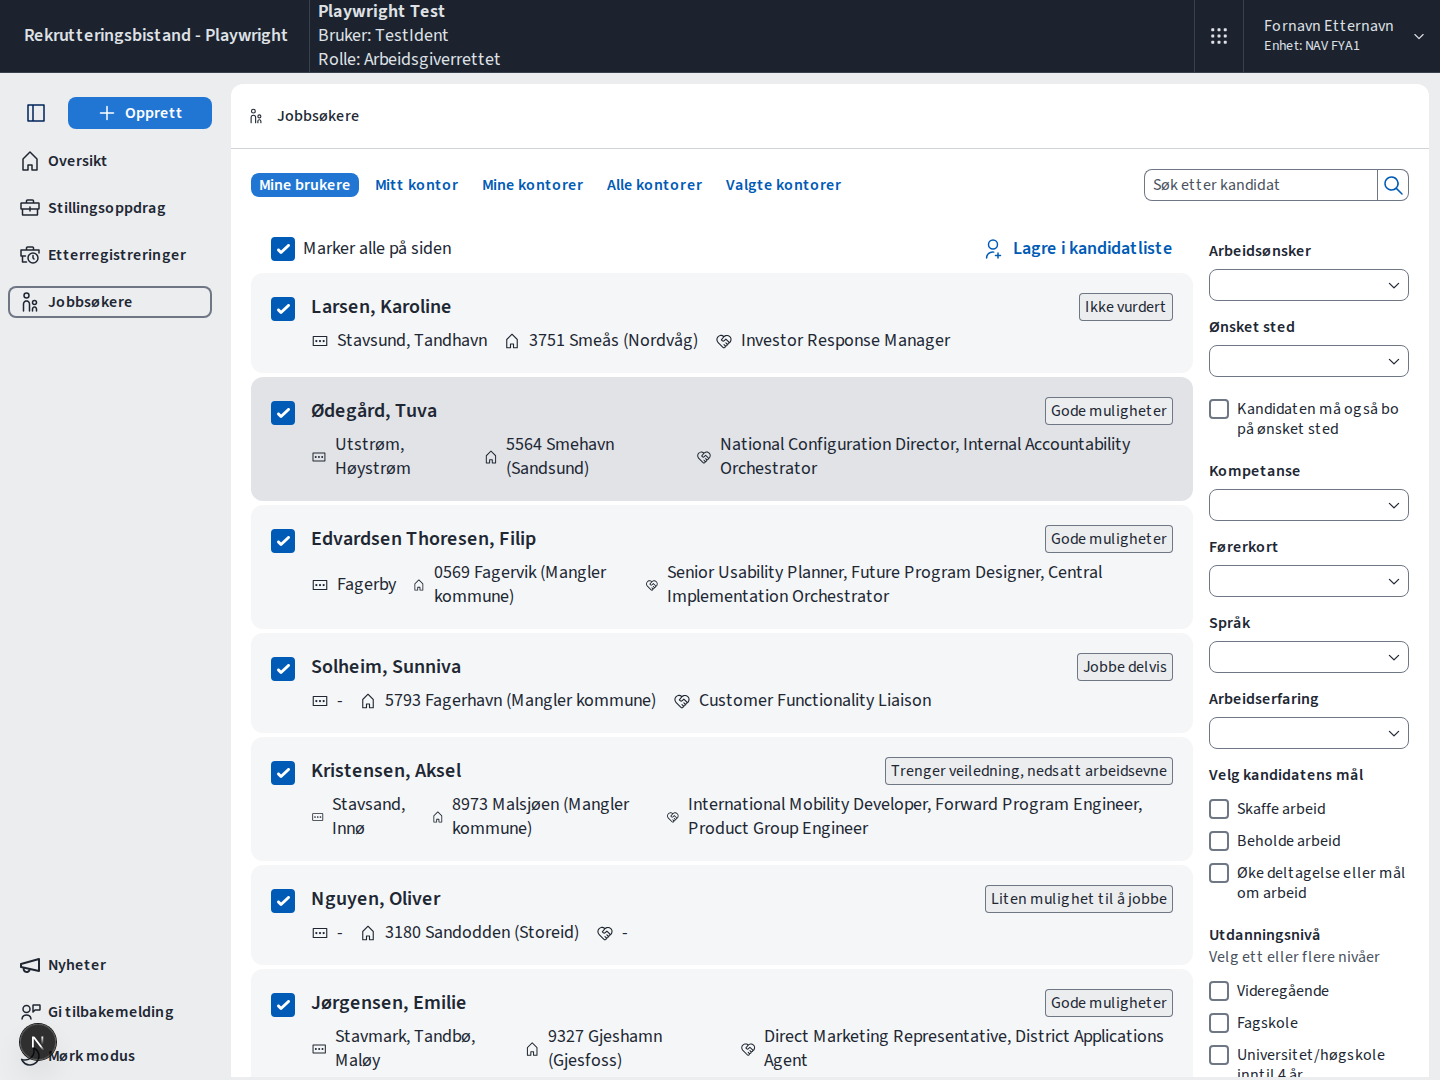 Rekrutteringsbistand - Playwright
Playwright Test
Bruker: TestIdent
Rolle: Arbeidsgiverrettet
Fornavn Etternavn
Enhet: NAV FYA1
Opprett
Oversikt
Stillingsoppdrag
Etterregistreringer
Jobbsøkere
Nyheter
Gi tilbakemelding
N
Mørk modus
Jobbsøkere
Mine brukere
Mitt kontor
Mine kontorer
Alle kontorer
Valgte kontorer
Søk etter kandidat
Marker alle på siden
Lagre i kandidatliste
Larsen, Karoline
Ikke vurdert
Stavsund, Tandhavn
3751 Smeås (Nordvåg)
Investor Response Manager
Ødegård, Tuva
Gode muligheter
Utstrøm,
Høystrøm
5564 Smehavn
(Sandsund)
National Configuration Director, Internal Accountability
Orchestrator
Edvardsen Thoresen, Filip
Gode muligheter
Fagerby
0569 Fagervik (Mangler
kommune)
Senior Usability Planner, Future Program Designer, Central
Implementation Orchestrator
Solheim, Sunniva
Jobbe delvis
-
5793 Fagerhavn (Mangler kommune)
Customer Functionality Liaison
Kristensen, Aksel
Trenger veiledning, nedsatt arbeidsevne
Stavsand,
Innø
8973 Malsjøen (Mangler
kommune)
International Mobility Developer, Forward Program Engineer,
Product Group Engineer
Nguyen, Oliver
Liten mulighet til å jobbe
-
3180 Sandodden (Storeid)
-
Jørgensen, Emilie
Gode muligheter
Stavmark, Tandbø,
Maløy
9327 Gjeshamn
(Gjesfoss)
Direct Marketing Representative, District Applications
Agent
Arbeidsønsker
Ønsket sted
Kandidaten må også bo
på ønsket sted
Kompetanse
Førerkort
Språk
Arbeidserfaring
Velg kandidatens mål
Skaffe arbeid
Beholde arbeid
Øke deltagelse eller mål
om arbeid
Utdanningsnivå
Velg ett eller flere nivåer
Videregående
Fagskole
Universitet/høgskole
inntil 4 år